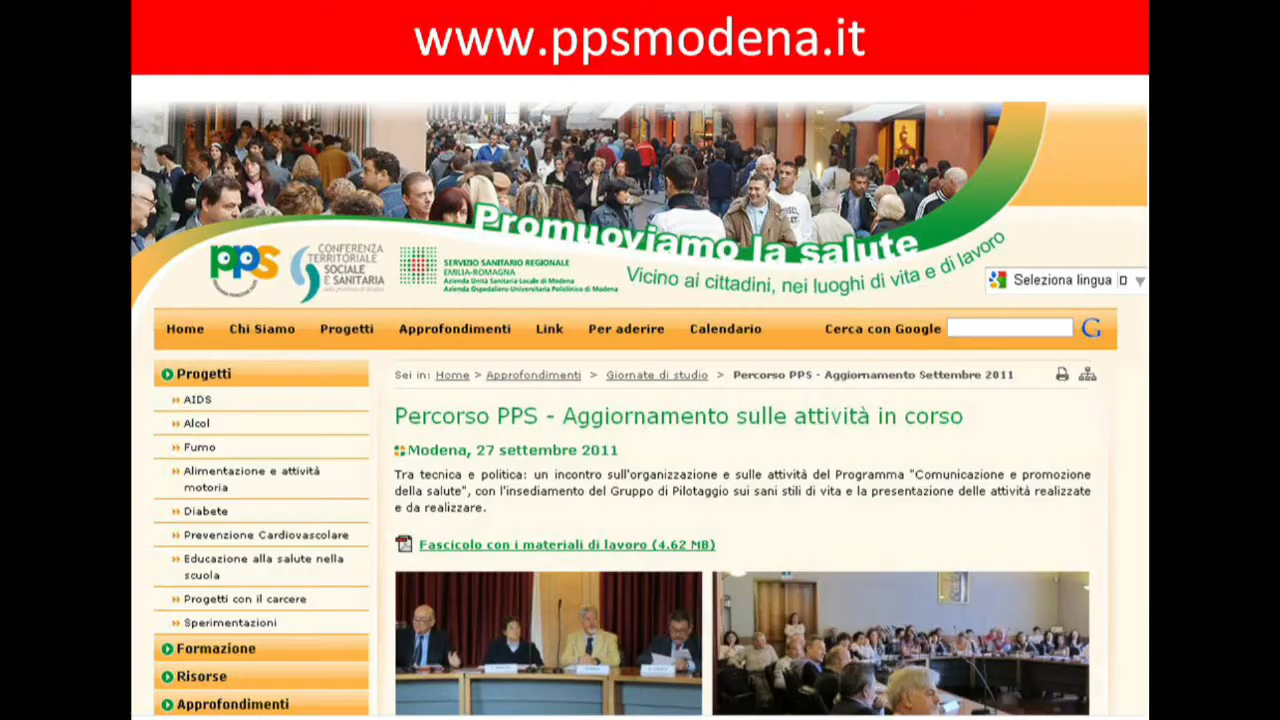 www.ppsmodena.it
Promuoviamo la salute
Vicino ai cittadini, nei luoghi di vita e di lavoro
pps
CONFERENZA
TERRITORIALE
SOCIALE
E SANITARIA
SERVIZIO SANITARIO REGIONALE
EMILIA-ROMAGNA
Azienda Unità Sanitaria Locale di Modena
Azienda Ospedaliero-Universitaria Policlinico di Modena
Seleziona lingua
Home Chi Siamo Progetti Approfondimenti Link Per aderire Calendario Cerca con Google G
Progetti
AIDS
Alcol
Fumo
Alimentazione e attività
motoria
Diabete
Prevenzione Cardiovascolare
Educazione alla salute nella
scuola
Progetti con il carcere
Sperimentazioni
Formazione
Risorse
Approfondimenti
Sei in: Home > Approfondimenti > Giornate di studio > Percorso PPS - Aggiornamento Settembre 2011
Percorso PPS - Aggiornamento sulle attività in corso
Modena, 27 settembre 2011
Tra tecnica e politica: un incontro sull'organizzazione e sulle attività del Programma "Comunicazione e promozione
della salute", con l'insediamento del Gruppo di Pilotaggio sui sani stili di vita e la presentazione delle attività realizzate
e da realizzare.
Fascicolo con i materiali di lavoro (4.62 MB)